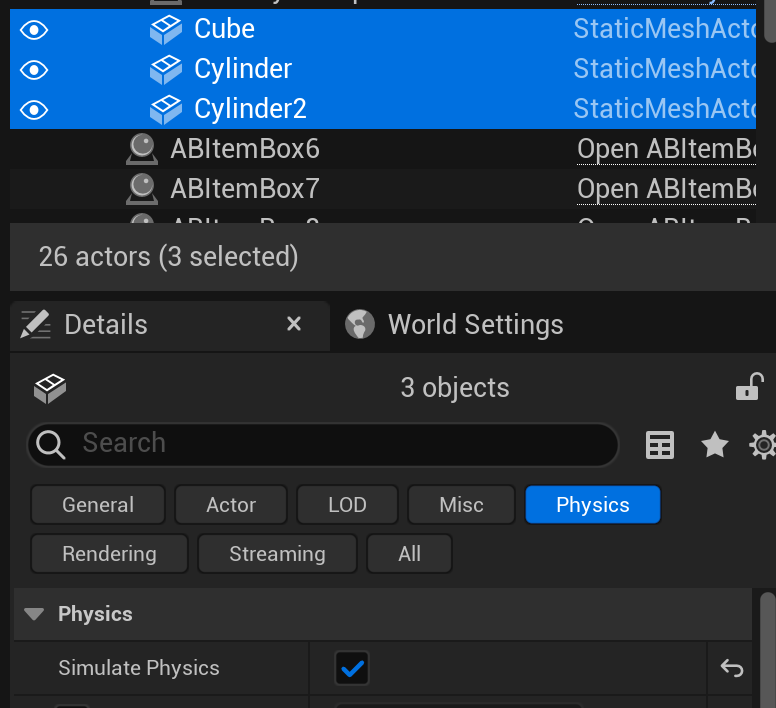 Cube StaticMeshActo
Cylinder StaticMeshActo
Cylinder2 StaticMeshActo
ABItemBox6 Open ABItemBo
ABItemBox7 Open ABItemBo
26 actors (3 selected)
Details World Settings
3 objects
Search
General Actor LOD Misc Physics
Rendering Streaming All
Physics
Simulate Physics